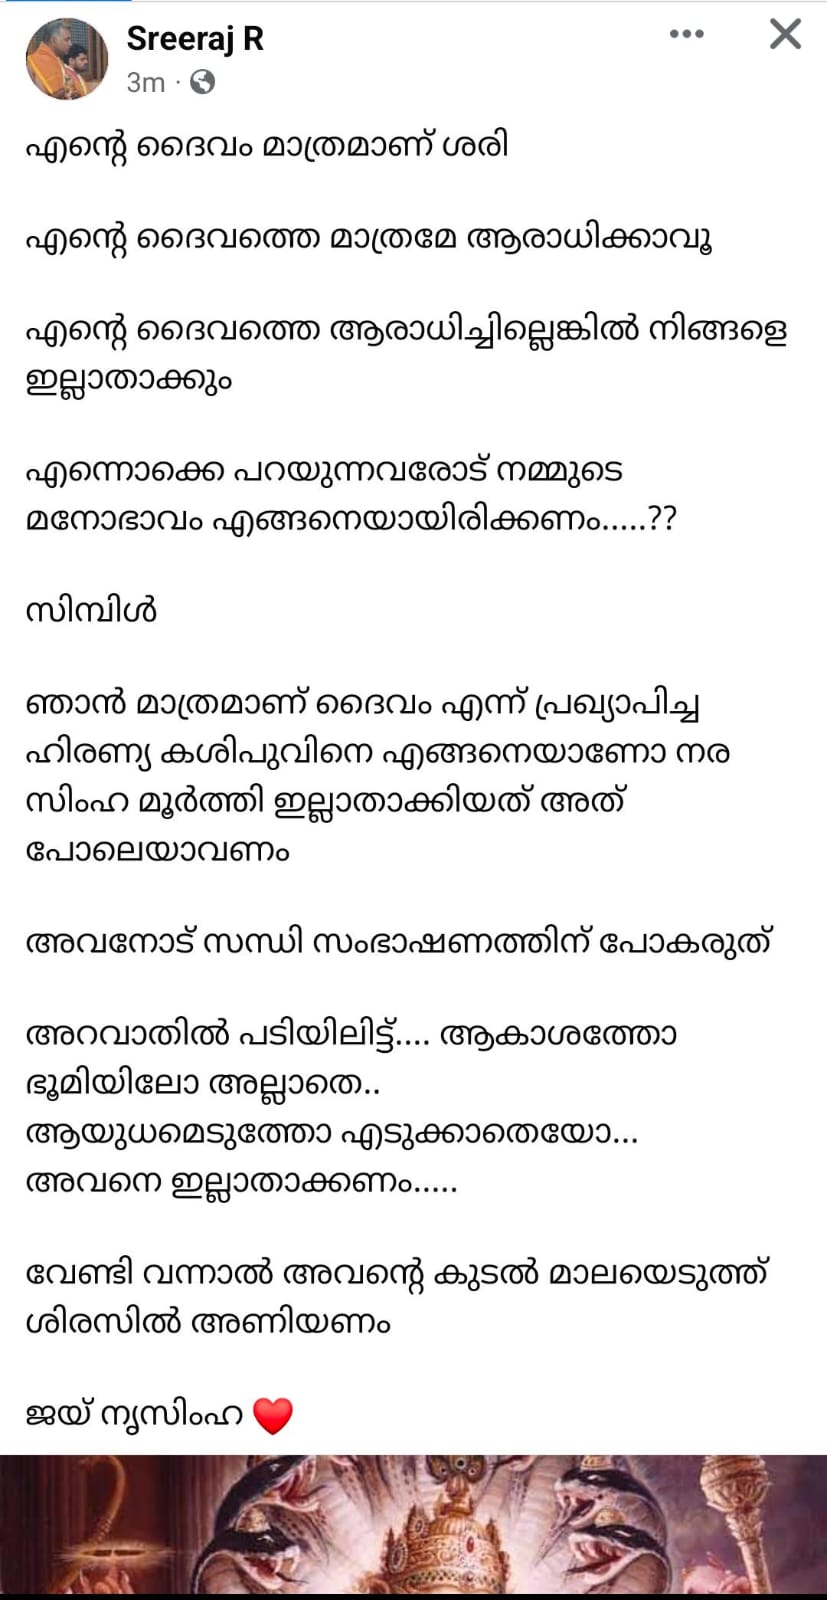 Sreeraj R
3m ·
എന്റെ ദൈവം മാത്രമാണ് ശരി
എന്റെ ദൈവത്തെ മാത്രമേ ആരാധിക്കാവൂ
എന്റെ ദൈവത്തെ ആരാധിച്ചില്ലെങ്കിൽ നിങ്ങളെ
ഇല്ലാതാക്കും
എന്നൊക്കെ പറയുന്നവരോട് നമ്മുടെ
മനോഭാവം എങ്ങനെയായിരിക്കണം.....??
സിമ്പിൾ
ഞാൻ മാത്രമാണ് ദൈവം എന്ന് പ്രഖ്യാപിച്ച
ഹിരണ്യ കശിപുവിനെ എങ്ങനെയാണോ നര
സിംഹ മൂർത്തി ഇല്ലാതാക്കിയത് അത്
പോലെയാവണം
അവനോട് സന്ധി സംഭാഷണത്തിന് പോകരുത്
അറവാതിൽ പടിയിലിട്ട്.... ആകാശത്തോ
ഭൂമിയിലോ അല്ലാതെ..
ആയുധമെടുത്തോ എടുക്കാതെയോ...
അവനെ ഇല്ലാതാക്കണം.....
വേണ്ടി വന്നാൽ അവന്റെ കുടൽ മാലയെടുത്ത്
ശിരസിൽ അണിയണം
ജയ് നൃസിംഹ ❤️